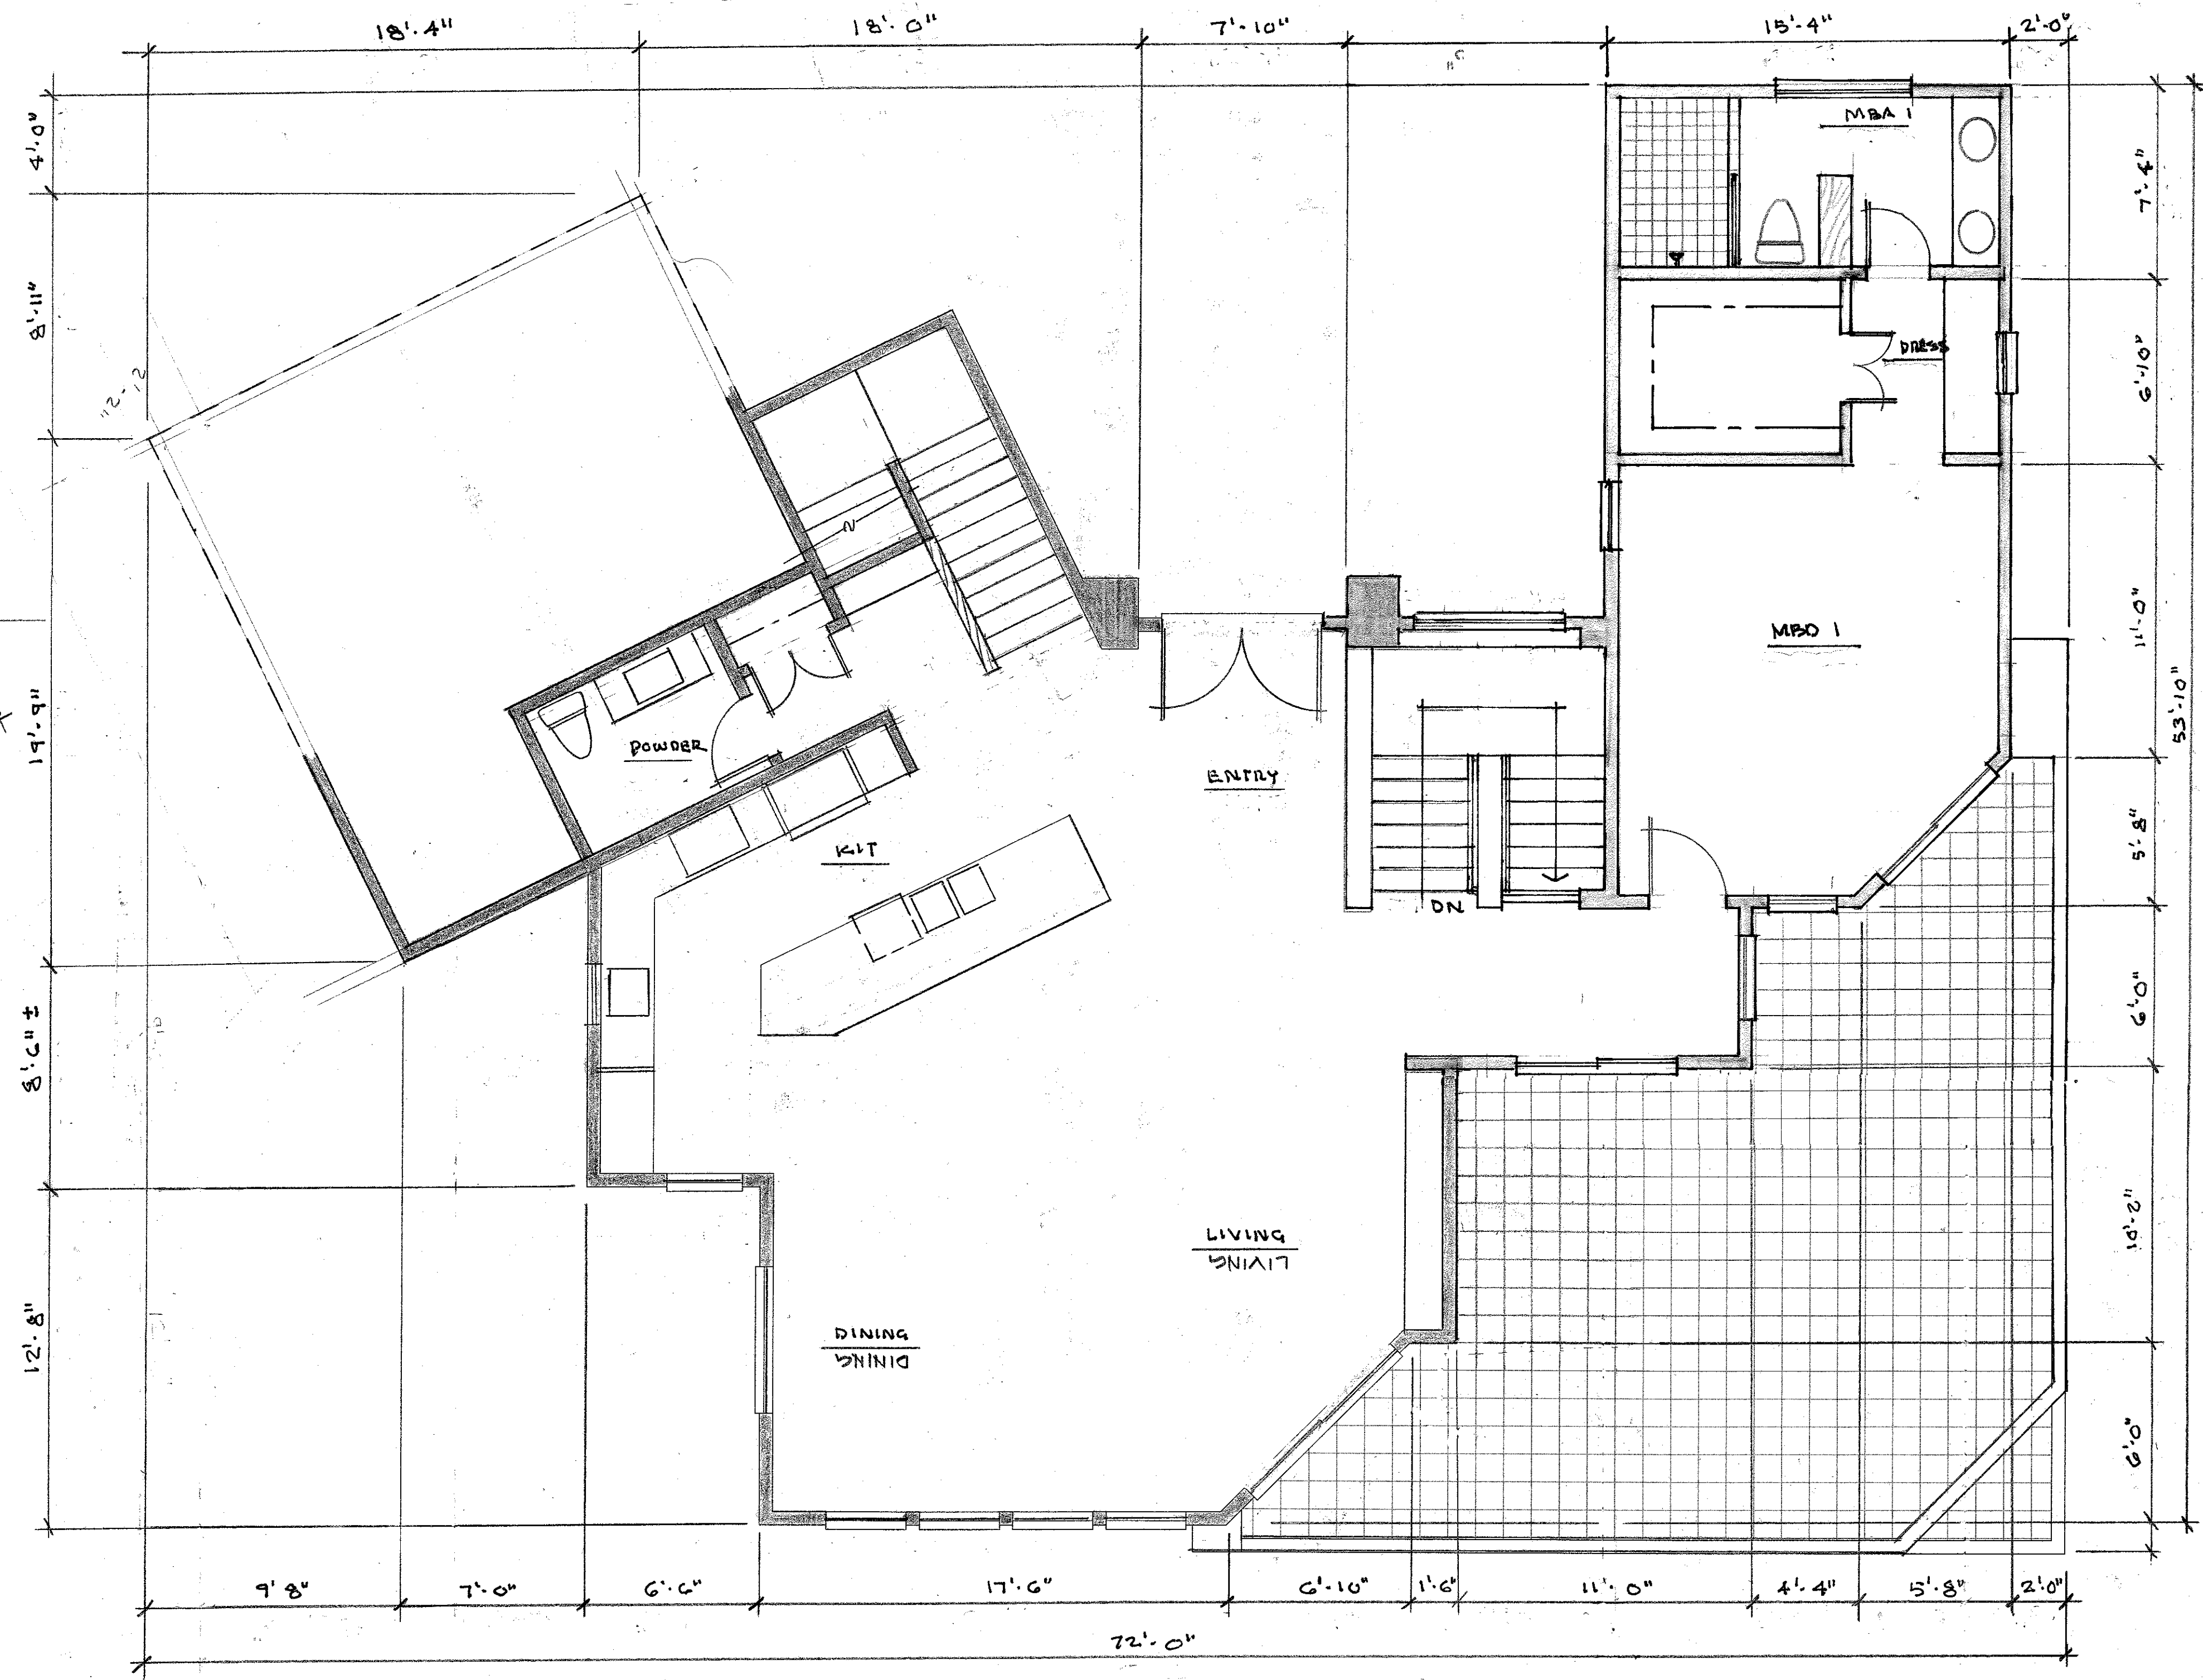 18'-4"
18'-0"
7'-10"
15'-4"
2'-0"
4'-0"
8'-11"
19'-9"
8'-6" ±
12'-8"
MBA 1
DRESS
MBD 1
POWDER
KIT
ENTRY
DN
LIVING
LIVING
DINING
DINING
7'-4"
6'-10"
11'-0"
5'-8"
6'-0"
10'-2"
6'-0"
53'-10"
9'-8"
7'-0"
6'-6"
17'-6"
6'-10"
1'-6"
11'-0"
4'-4"
5'-8"
2'-0"
72'-0"